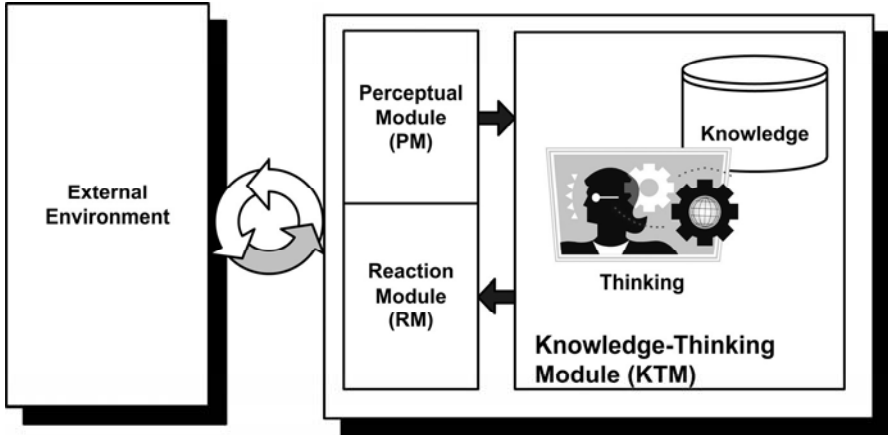 External
Environment
Perceptual
Module
(PM)
Reaction
Module
(RM)
Knowledge
Thinking
Knowledge-Thinking
Module (KTM)